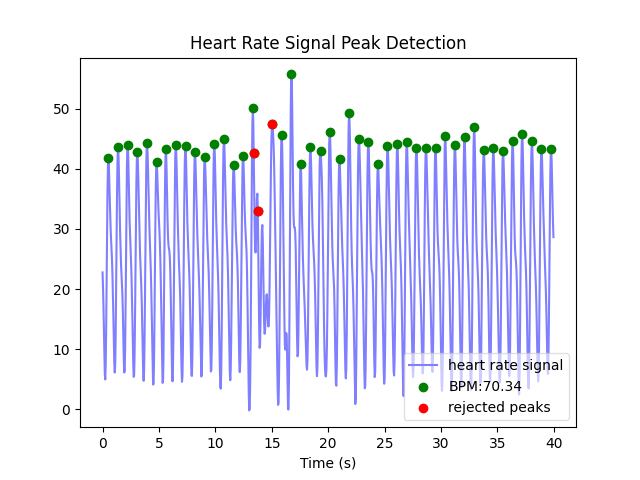 Heart Rate Signal Peak Detection
50
40
30
20
10
0
heart rate signal
BPM:70.34
rejected peaks
0 5 10 15 20 25 30 35 40
Time (s)